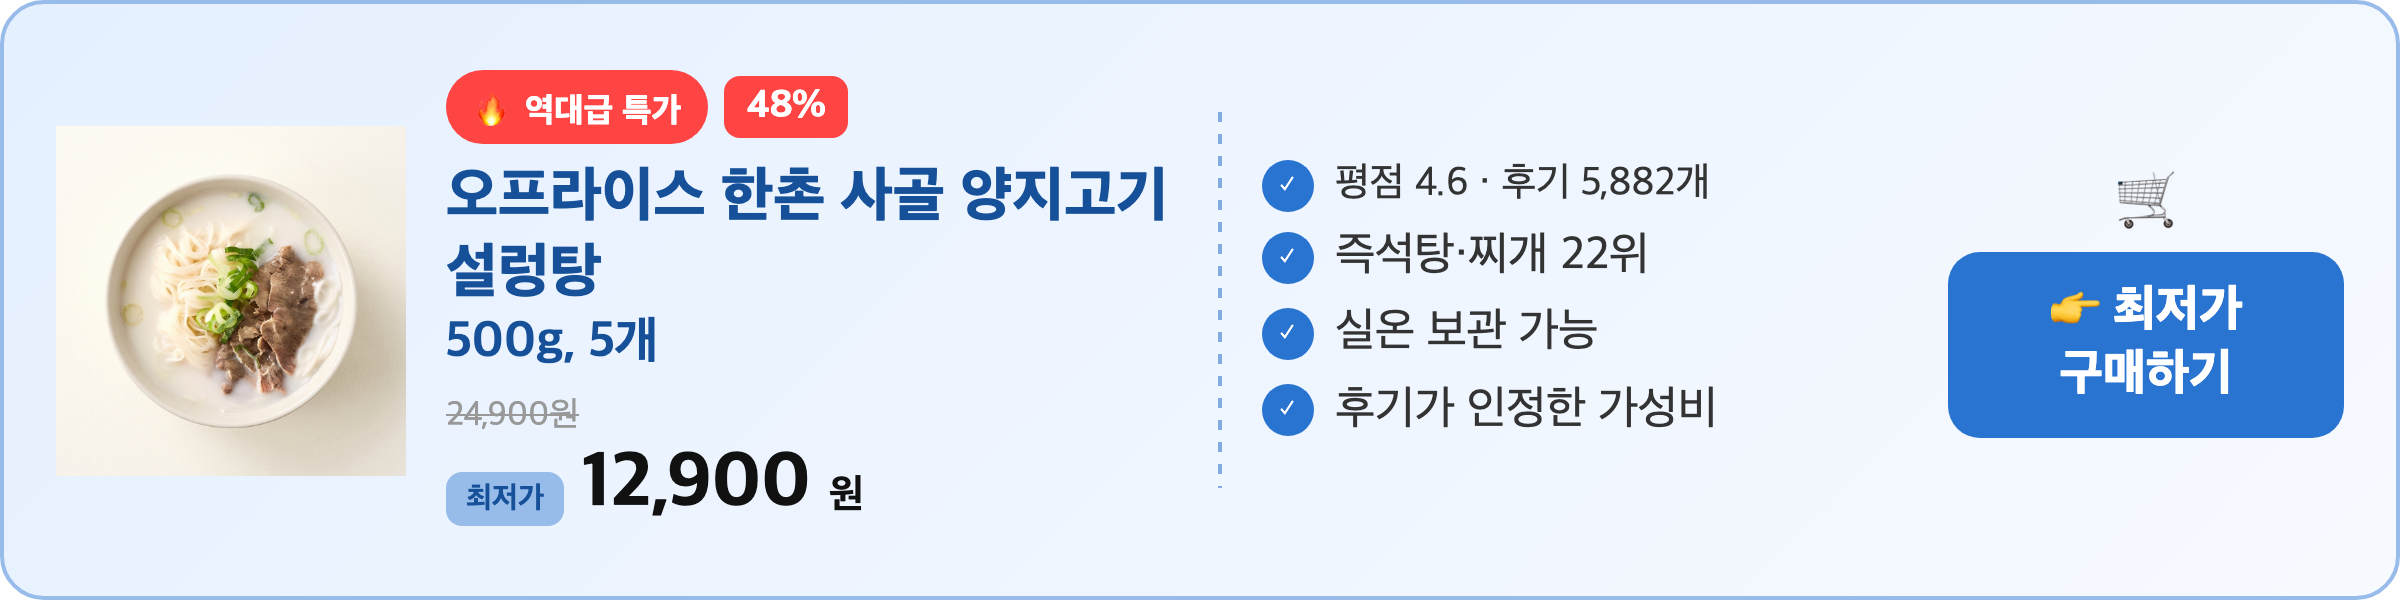 🔥 역대급 특가 48%
오프라이스 한촌 사골 양지고기
설렁탕
500g, 5개
24,900원
최저가 12,900 원
✓ 평점 4.6 · 후기 5,882개
✓ 즉석탕·찌개 22위
✓ 실온 보관 가능
✓ 후기가 인정한 가성비
👉 최저가
구매하기